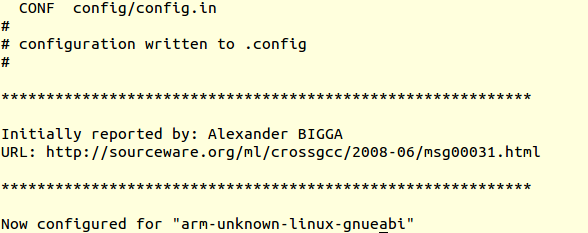 CONF config/config.in
#
# configuration written to .config
#
***********************************************************
Initially reported by: Alexander BIGGA
URL: http://sourceware.org/ml/crossgcc/2008-06/msg00031.html
***********************************************************
Now configured for "arm-unknown-linux-gnueabi"